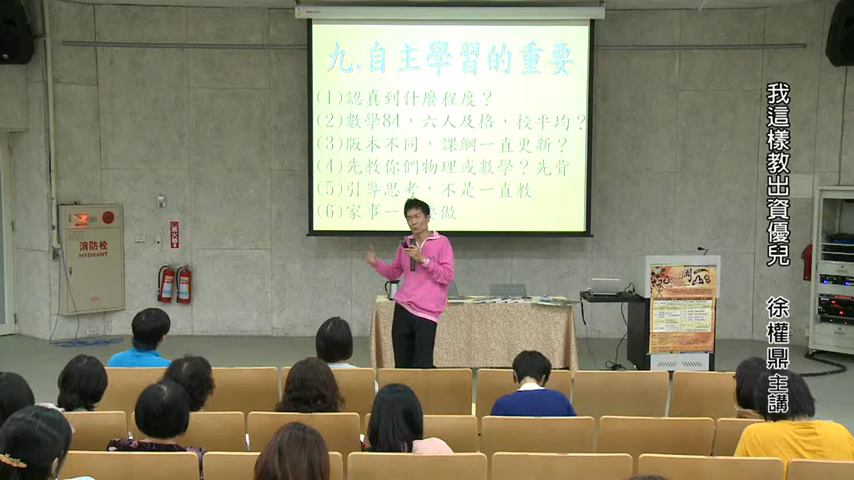 九.自主學習的重要
(1)認真到什麼程度？
(2)數學84，六人及格，校平均？
(3)版本不同，課綱一直更新？
(4)先教你們物理或數學？先背
(5)引導思考，不是一直教
(6)家事一
做
我這樣教出資優兒 徐權鼎 主講
消防栓
HYDRANT
滅火器